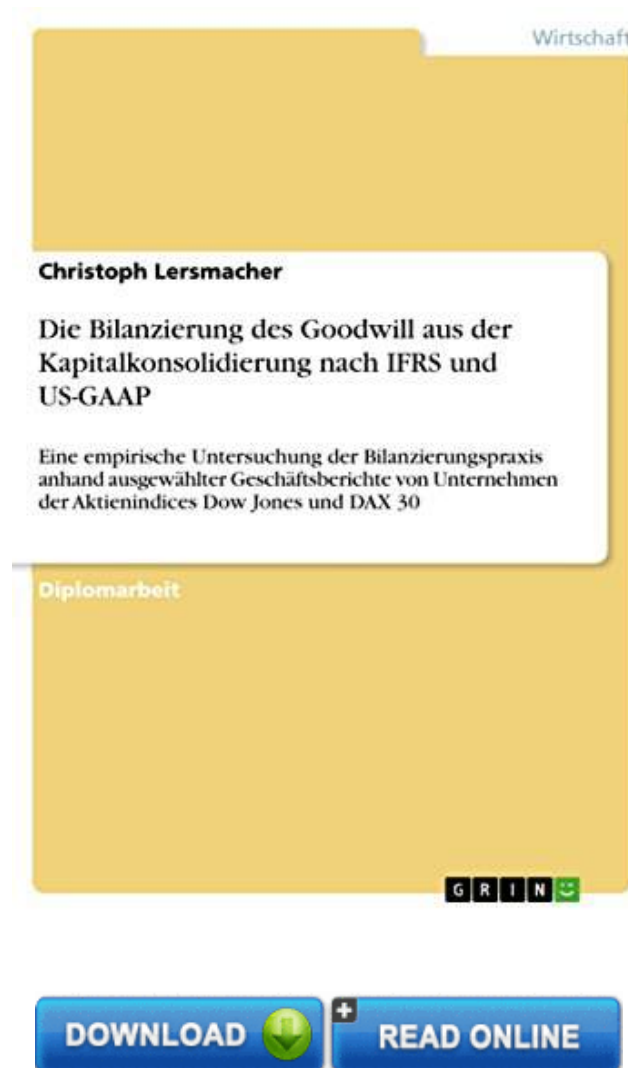 Wirtschaft
Christoph Lersmacher
Die Bilanzierung des Goodwill aus der
Kapitalkonsolidierung nach IFRS und
US-GAAP
Eine empirische Untersuchung der Bilanzierungspraxis
anhand ausgewählter Geschäftsberichte von Unternehmen
der Aktienindices Dow Jones und DAX 30
Diplomarbeit
GRIN
DOWNLOAD
READ ONLINE